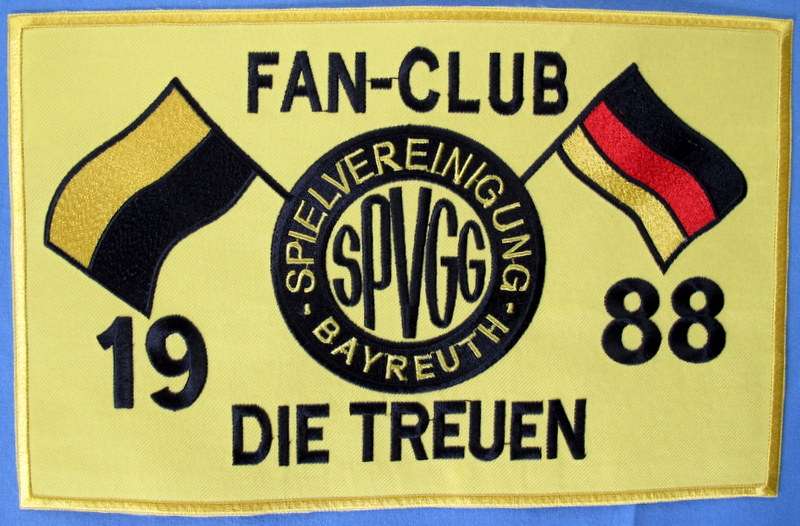 FAN-CLUB
SPIELVEREINIGUNG
SPVGG
- BAYREUTH -
19 88
DIE TREUEN